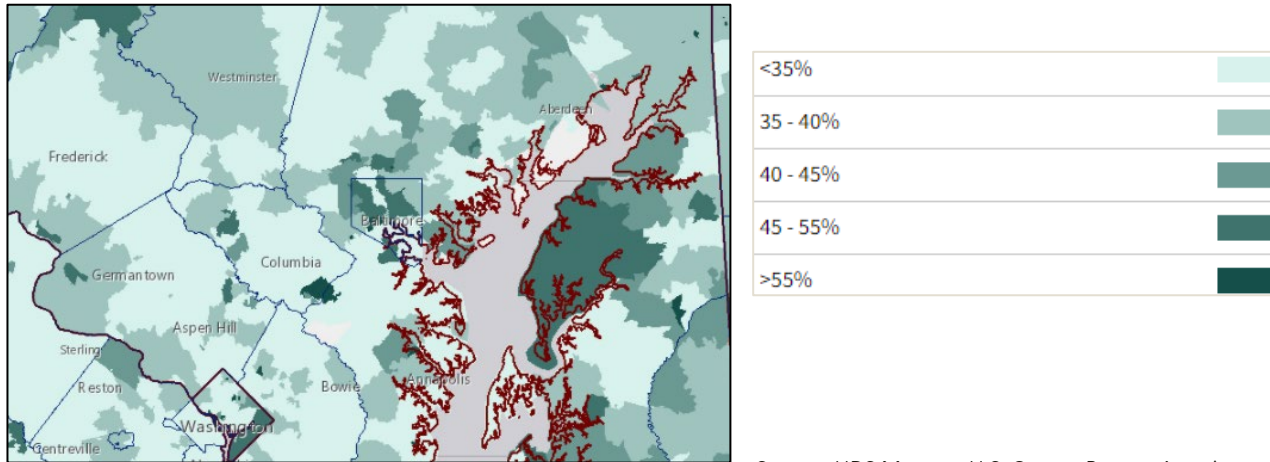 Westminster
Aberdeen
Frederick
Baltimore
Columbia
Germantown
Aspen Hill
Sterling
Reston
Bowie
Annapolis
Washington
Centreville
<35%
35 - 40%
40 - 45%
45 - 55%
>55%